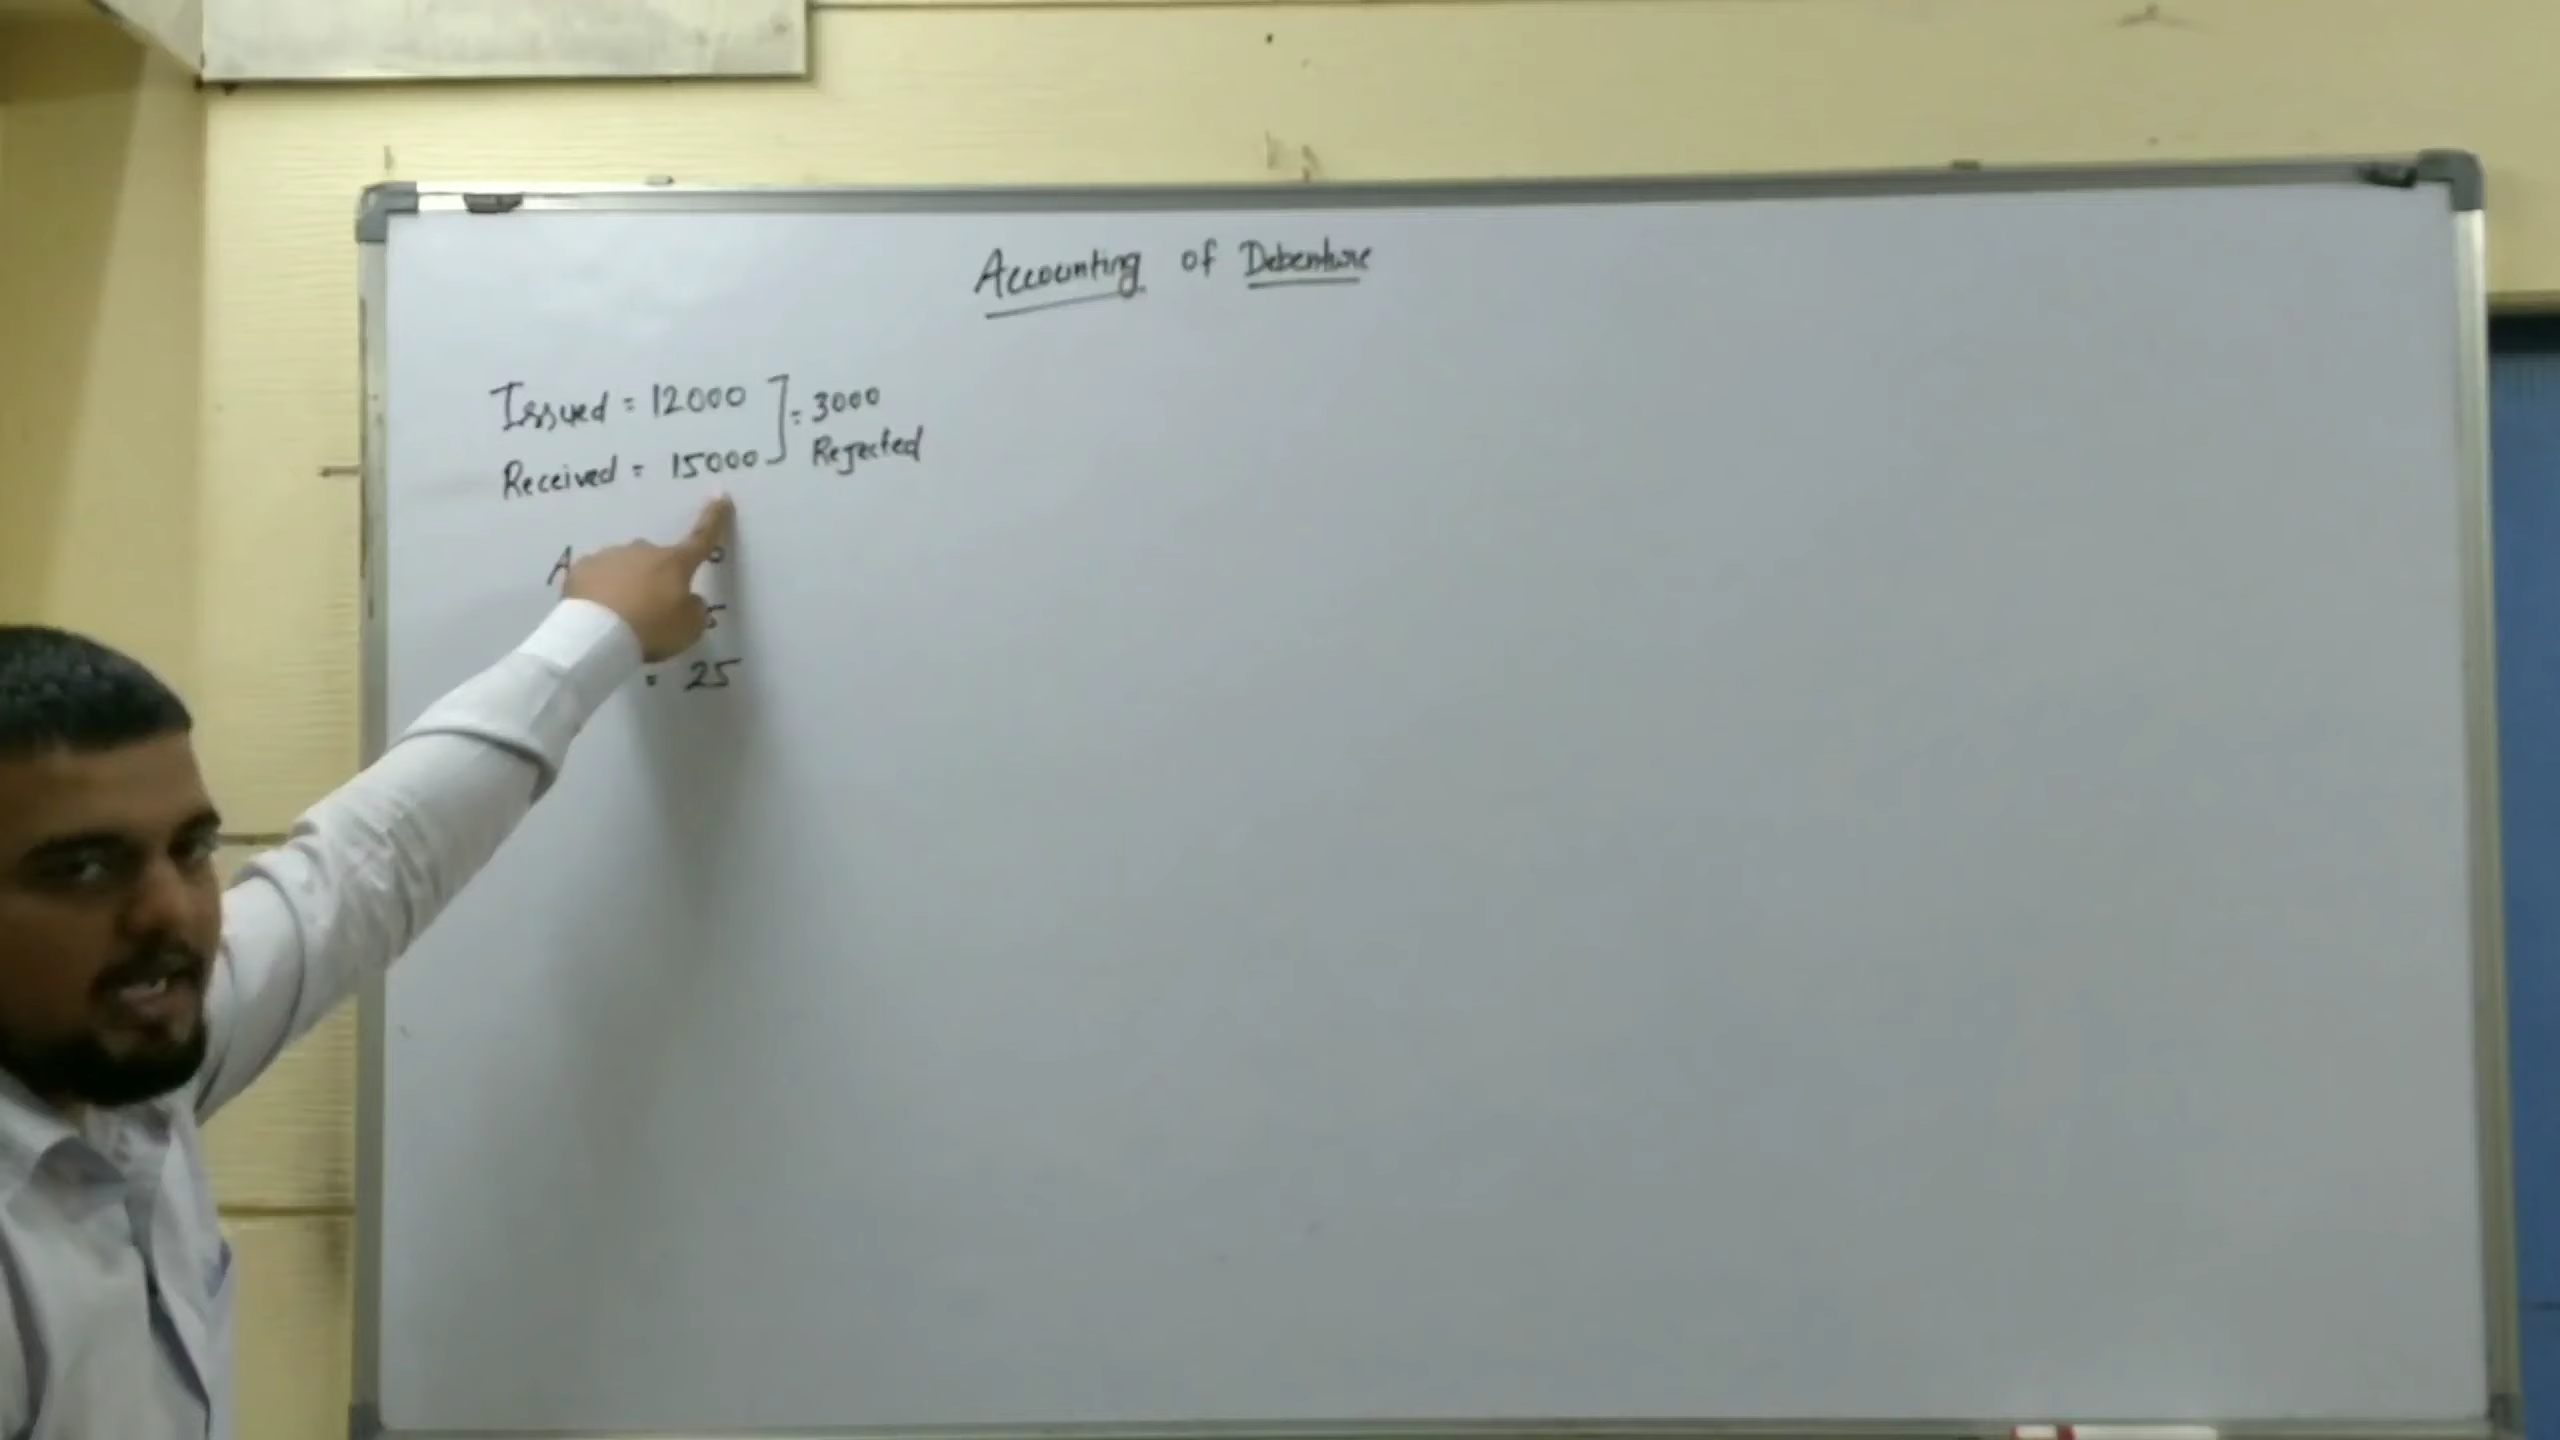 Accounting of Debenture
Issued = 12000
Received = 15000
= 3000
Rejected
A
= 25